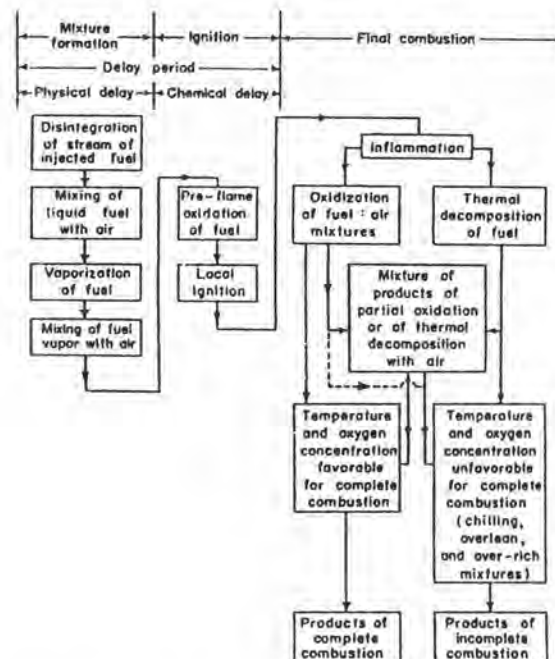 Mixture
formation
Ignition
Final combustion
Delay period
Physical delay
Chemical delay
Disintegration
of stream of
injected fuel
Mixing of
liquid fuel
with air
Vaporization
of fuel
Mixing of fuel
vapor with air
Pre-flame
oxidation
of fuel
Local
ignition
Inflammation
Oxidization
of fuel : air
mixtures
Thermal
decomposition
of fuel
Mixture of
products of
partial oxidation
or of thermal
decomposition
with air
Temperature
and oxygen
concentration
favorable
for complete
combustion
Temperature
and oxygen
concentration
unfavorable
for complete
combustion
(chilling,
overlean,
and over-rich
mixtures)
Products of
complete
combustion
Products of
incomplete
combustion